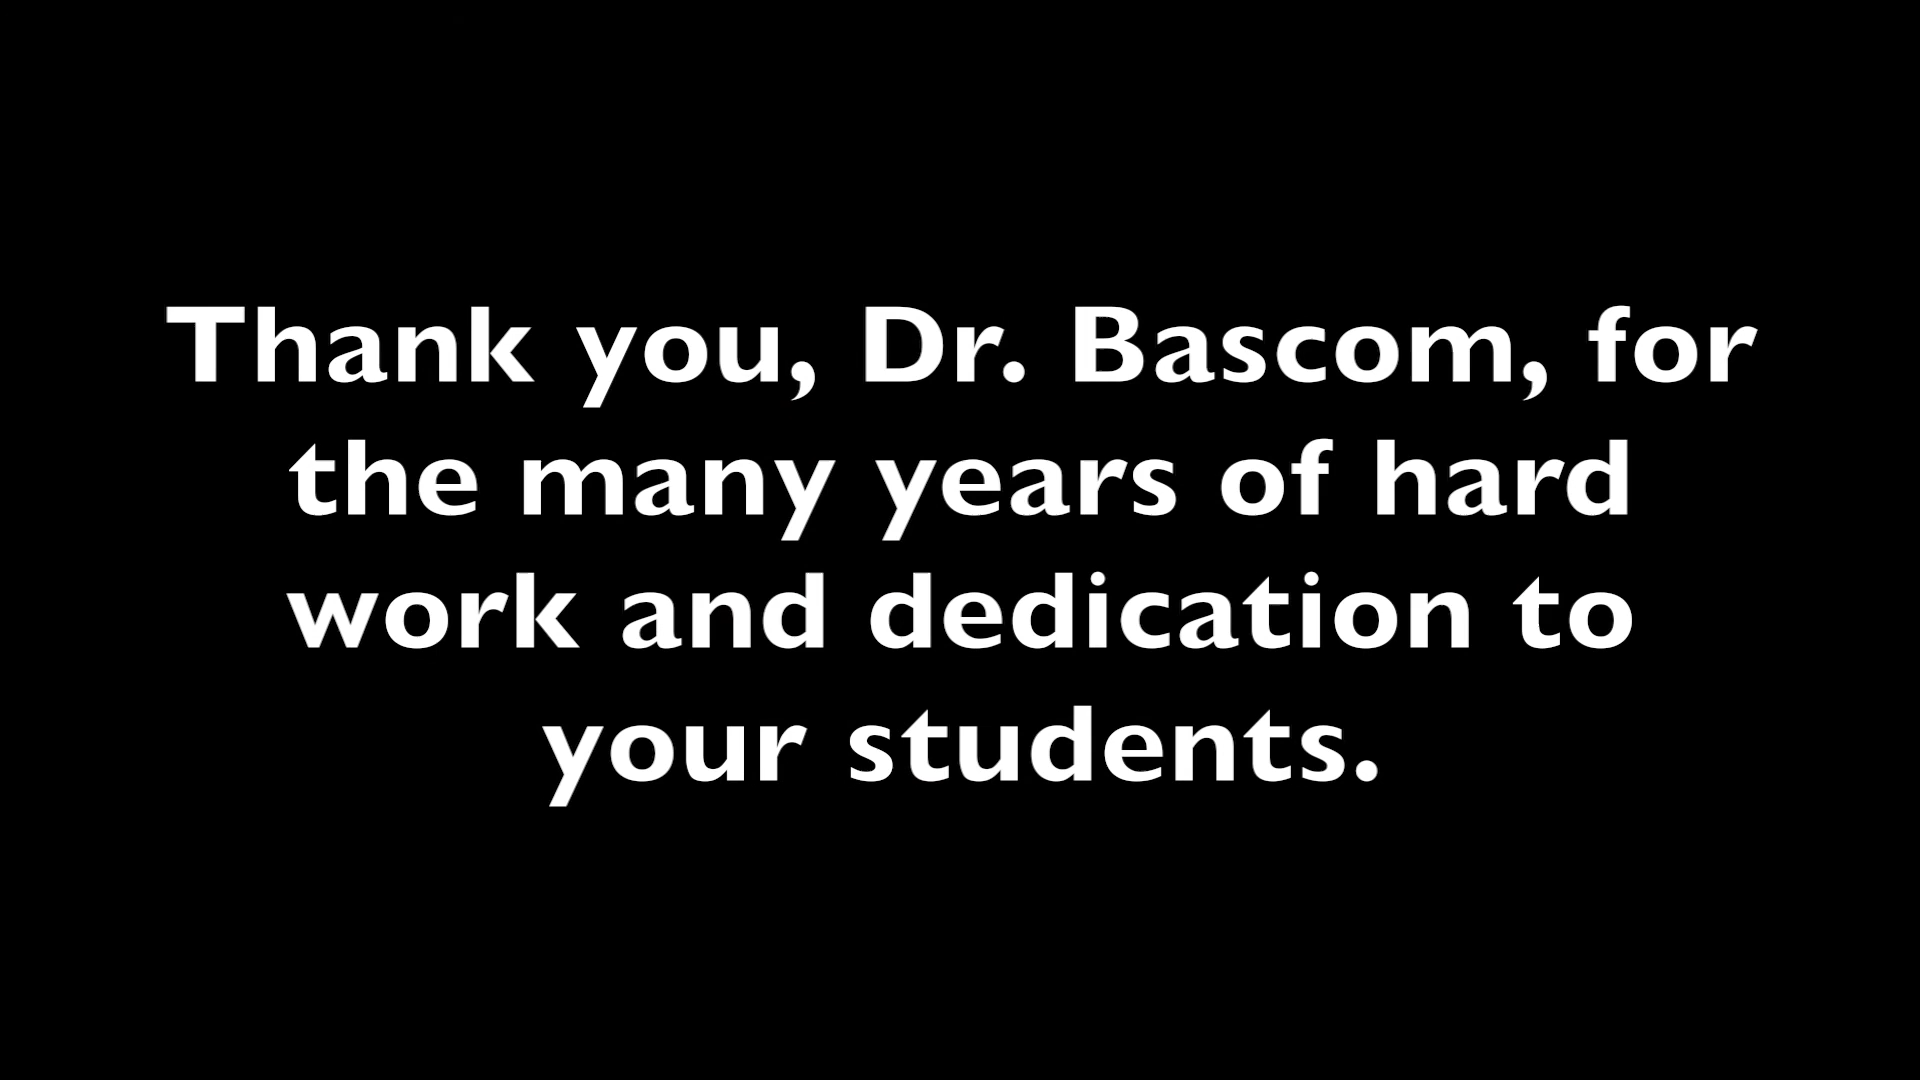 Thank you, Dr. Bascom, for
the many years of hard
work and dedication to
your students.